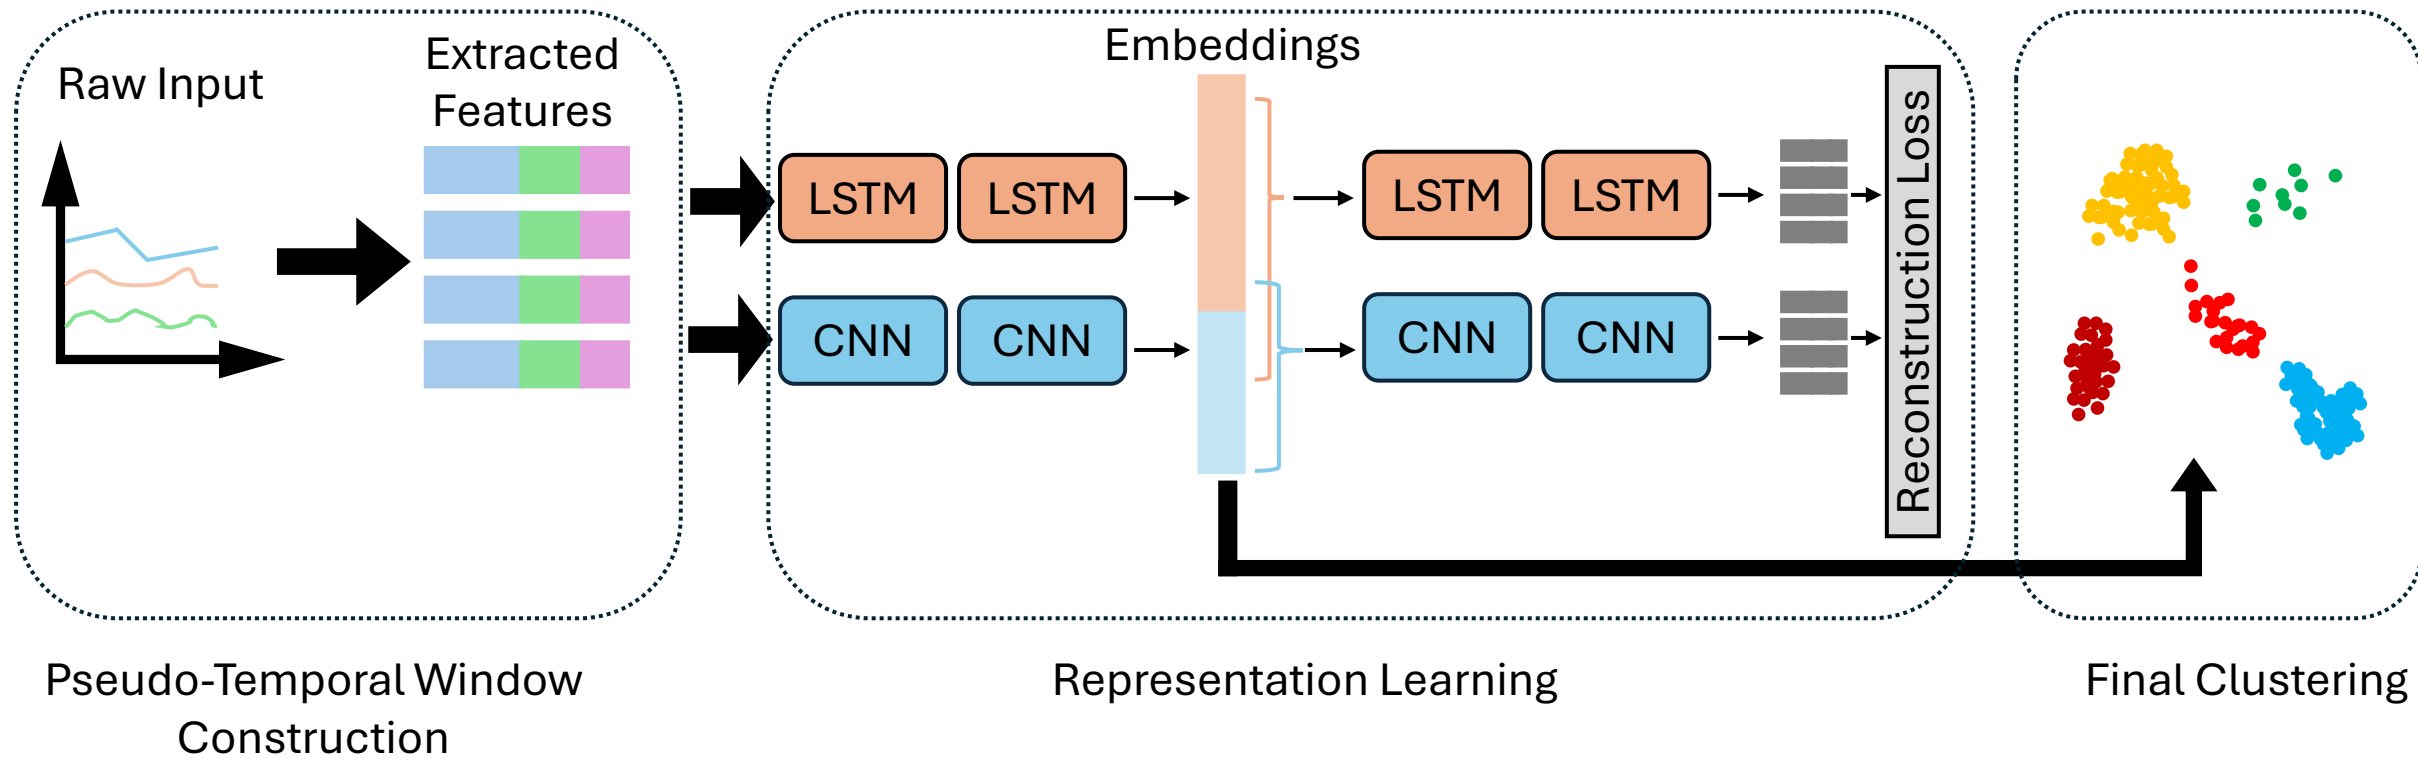 Raw Input
Extracted
Features
Embeddings
LSTM
LSTM
LSTM
LSTM
CNN
CNN
CNN
CNN
Reconstruction Loss
Pseudo-Temporal Window
Construction
Representation Learning
Final Clustering